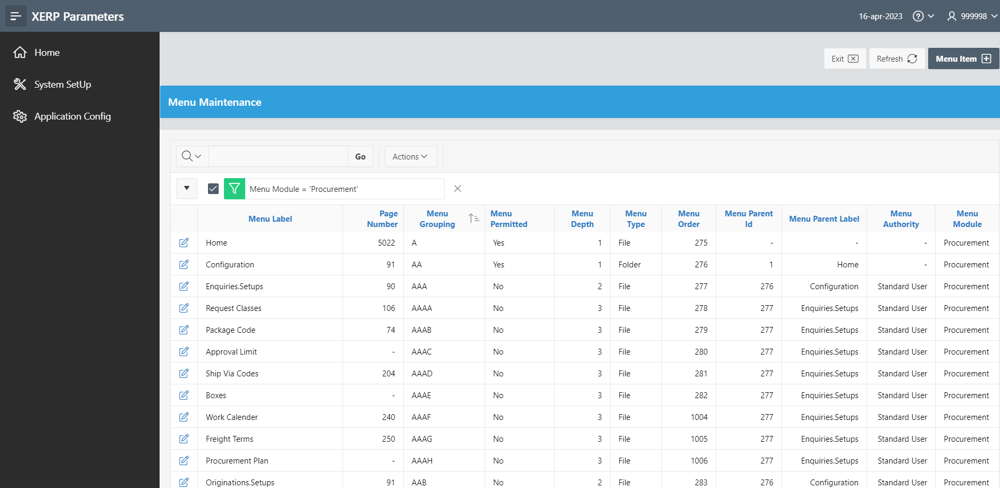 XERP Parameters
16-apr-2023
999998
Home
System SetUp
Application Config
Exit
Refresh
Menu Item
Menu Maintenance
Go
Actions
Menu Module = 'Procurement'
Menu Label Page Number Menu Grouping Menu Permitted Menu Depth Menu Type Menu Order Menu Parent Id Menu Parent Label Menu Authority Menu Module
Home 5022 A Yes 1 File 275 - - - Procurement
Configuration 91 AA Yes 1 Folder 276 1 Home - Procurement
Enquiries.Setups 90 AAA No 2 File 277 276 Configuration Standard User Procurement
Request Classes 106 AAAA No 3 File 278 277 Enquiries.Setups Standard User Procurement
Package Code 74 AAAB No 3 File 279 277 Enquiries.Setups Standard User Procurement
Approval Limit - AAAC No 3 File 280 277 Enquiries.Setups Standard User Procurement
Ship Via Codes 204 AAAD No 3 File 281 277 Enquiries.Setups Standard User Procurement
Boxes - AAAE No 3 File 282 277 Enquiries.Setups Standard User Procurement
Work Calender 240 AAAF No 3 File 1004 277 Enquiries.Setups Standard User Procurement
Freight Terms 250 AAAG No 3 File 1005 277 Enquiries.Setups Standard User Procurement
Procurement Plan - AAAH No 3 File 1006 277 Enquiries.Setups Standard User Procurement
Originations.Setups 91 AAB No 2 File 283 276 Configuration Standard User Procurement